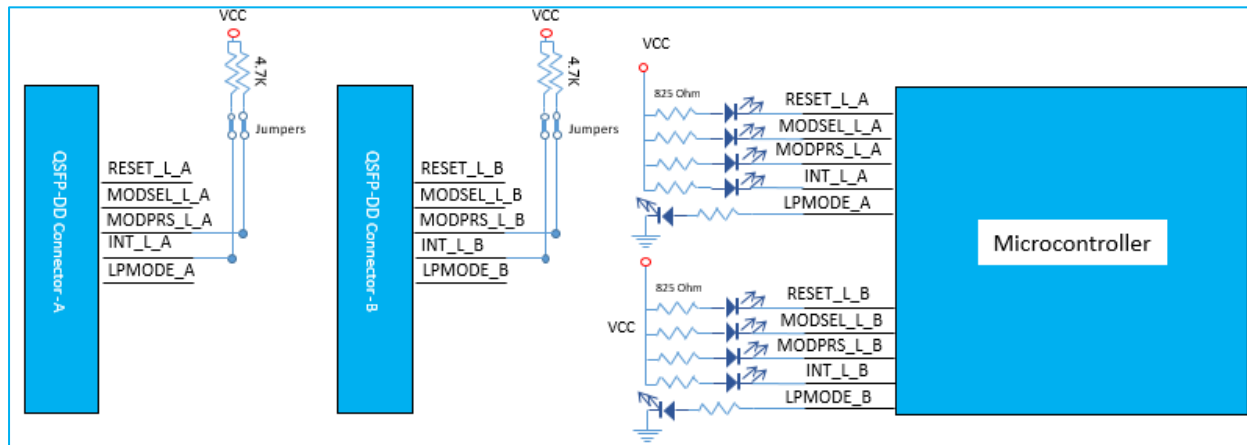 VCC
4.7K
Jumpers
QSFP-DD Connector-A
RESET_L_A
MODSEL_L_A
MODPRS_L_A
INT_L_A
LPMODE_A
VCC
4.7K
Jumpers
QSFP-DD Connector-B
RESET_L_B
MODSEL_L_B
MODPRS_L_B
INT_L_B
LPMODE_B
VCC
825 Ohm
RESET_L_A
MODSEL_L_A
MODPRS_L_A
INT_L_A
LPMODE_A
825 Ohm
VCC
RESET_L_B
MODSEL_L_B
MODPRS_L_B
INT_L_B
LPMODE_B
Microcontroller